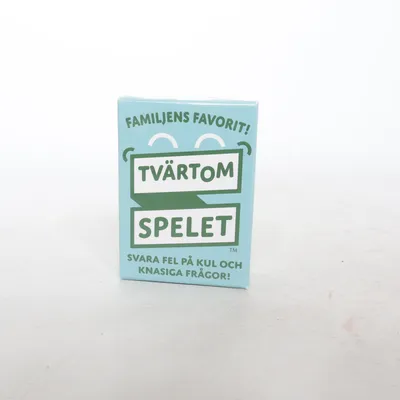 FAMILJENS FAVORIT!
TVÄRTOM
SPELET
TM
SVARA FEL PÅ KUL OCH
KNASIGA FRÅGOR!